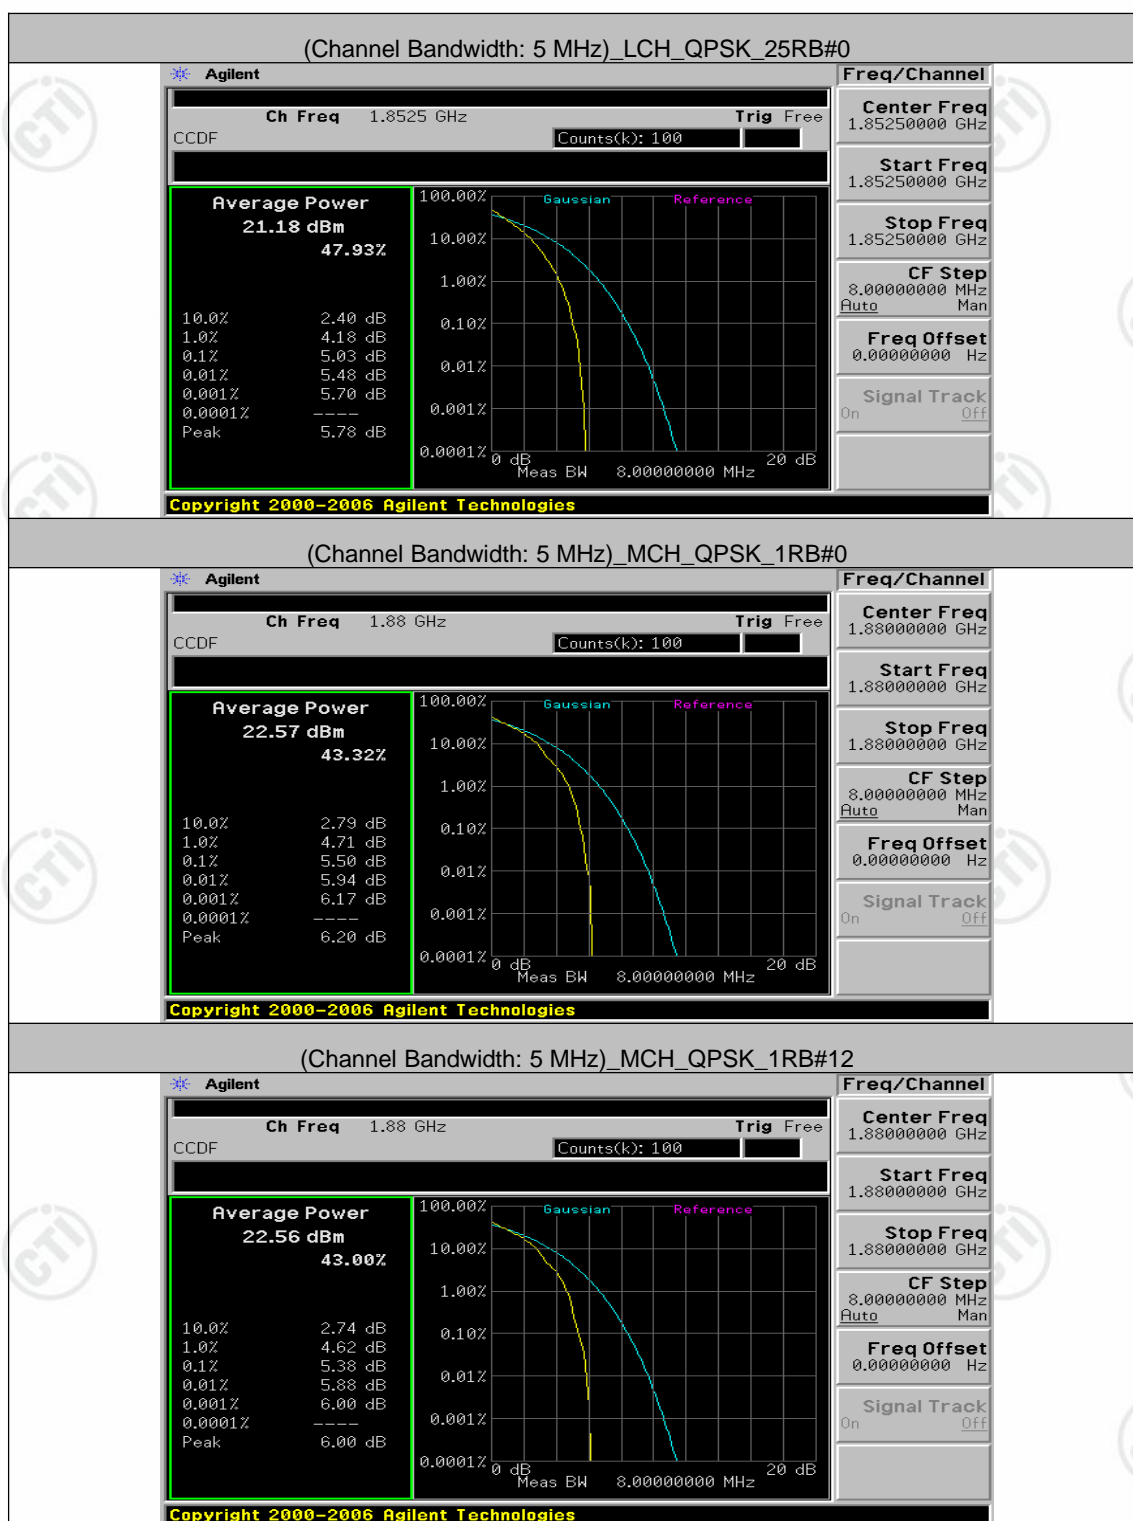 (Channel Bandwidth: 5 MHz)_LCH_QPSK_25RB#0
Agilent
Freq/Channel
Ch Freq 1.8525 GHz Trig Free
CCDF Counts(k): 100
Center Freq
1.85250000 GHz
Start Freq
1.85250000 GHz
Stop Freq
1.85250000 GHz
CF Step
8.00000000 MHz
Auto Man
Freq Offset
0.00000000 Hz
Signal Track
On Off
Average Power
21.18 dBm
47.93%
10.0% 2.40 dB
1.0% 4.18 dB
0.1% 5.03 dB
0.01% 5.48 dB
0.001% 5.70 dB
0.0001% ----
Peak 5.78 dB
Gaussian Reference
100.00%
10.00%
1.00%
0.10%
0.01%
0.001%
0.0001%
0 dB 20 dB
Meas BW 8.00000000 MHz
Copyright 2000-2006 Agilent Technologies
(Channel Bandwidth: 5 MHz)_MCH_QPSK_1RB#0
Agilent
Freq/Channel
Ch Freq 1.88 GHz Trig Free
CCDF Counts(k): 100
Center Freq
1.88000000 GHz
Start Freq
1.88000000 GHz
Stop Freq
1.88000000 GHz
CF Step
8.00000000 MHz
Auto Man
Freq Offset
0.00000000 Hz
Signal Track
On Off
Average Power
22.57 dBm
43.32%
10.0% 2.79 dB
1.0% 4.71 dB
0.1% 5.50 dB
0.01% 5.94 dB
0.001% 6.17 dB
0.0001% ----
Peak 6.20 dB
Gaussian Reference
100.00%
10.00%
1.00%
0.10%
0.01%
0.001%
0.0001%
0 dB 20 dB
Meas BW 8.00000000 MHz
Copyright 2000-2006 Agilent Technologies
(Channel Bandwidth: 5 MHz)_MCH_QPSK_1RB#12
Agilent
Freq/Channel
Ch Freq 1.88 GHz Trig Free
CCDF Counts(k): 100
Center Freq
1.88000000 GHz
Start Freq
1.88000000 GHz
Stop Freq
1.88000000 GHz
CF Step
8.00000000 MHz
Auto Man
Freq Offset
0.00000000 Hz
Signal Track
On Off
Average Power
22.56 dBm
43.00%
10.0% 2.74 dB
1.0% 4.62 dB
0.1% 5.38 dB
0.01% 5.88 dB
0.001% 6.00 dB
0.0001% ----
Peak 6.00 dB
Gaussian Reference
100.00%
10.00%
1.00%
0.10%
0.01%
0.001%
0.0001%
0 dB 20 dB
Meas BW 8.00000000 MHz
Copyright 2000-2006 Agilent Technologies
CTI
CTI
CTI
CTI
CTI
CTI
CTI
CTI